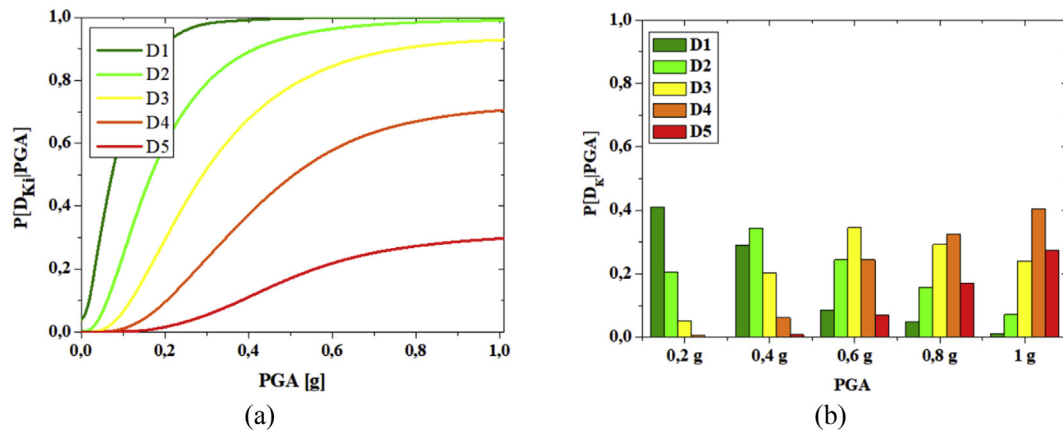 1,0
0,8
0,6
0,4
0,2
0,0
P[D_Ki|PGA]
D1
D2
D3
D4
D5
0,0 0,2 0,4 0,6 0,8 1,0
PGA [g]
(a)
1,0
0,8
0,6
0,4
0,2
0,0
P[D_K|PGA]
D1
D2
D3
D4
D5
0,2 g 0,4 g 0,6 g 0,8 g 1 g
PGA
(b)